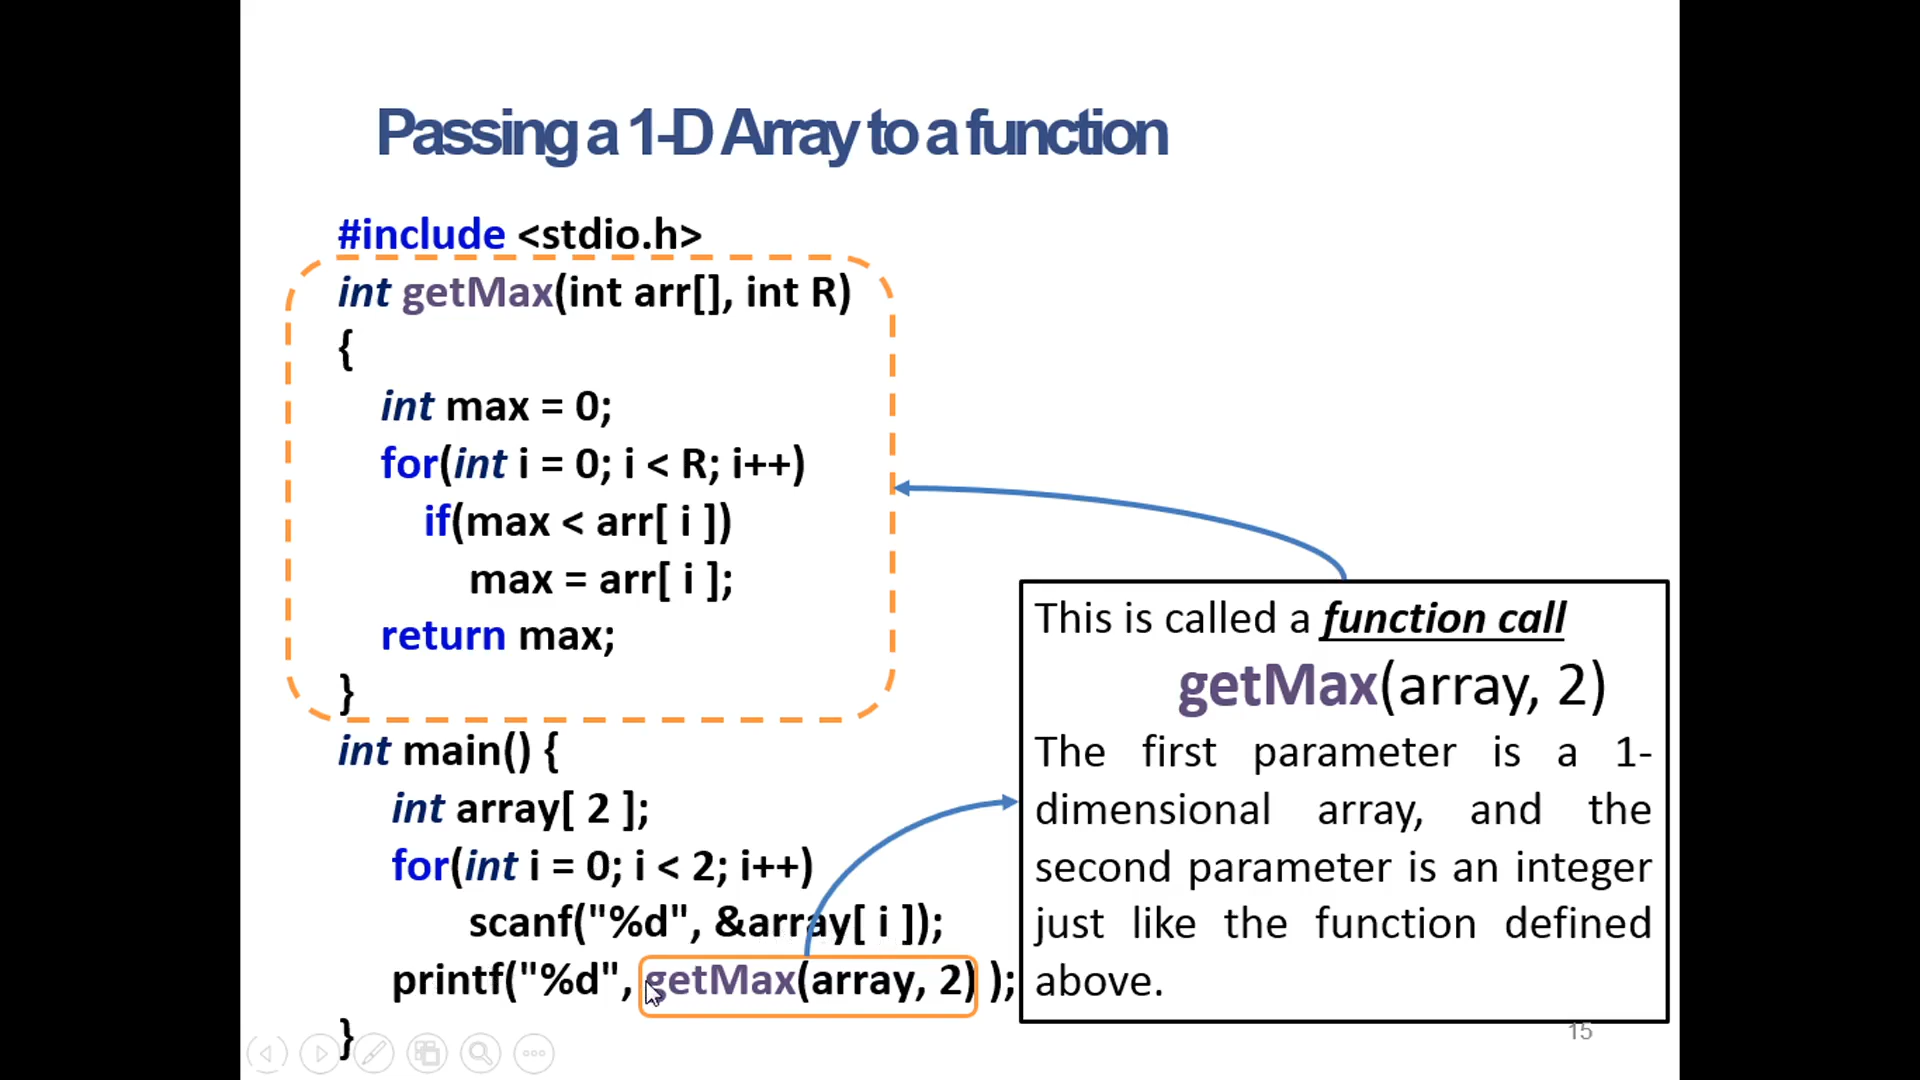 Passing a 1-D Array to a function
#include <stdio.h>
int getMax(int arr[], int R)
{
int max = 0;
for(int i = 0; i < R; i++)
if(max < arr[ i ])
max = arr[ i ];
return max;
}
int main() {
int array[ 2 ];
for(int i = 0; i < 2; i++)
scanf("%d", &array[ i ]);
printf("%d", getMax(array, 2) );
}
This is called a function call
getMax(array, 2)
The first parameter is a 1-
dimensional array, and the
second parameter is an integer
just like the function defined
above.
15